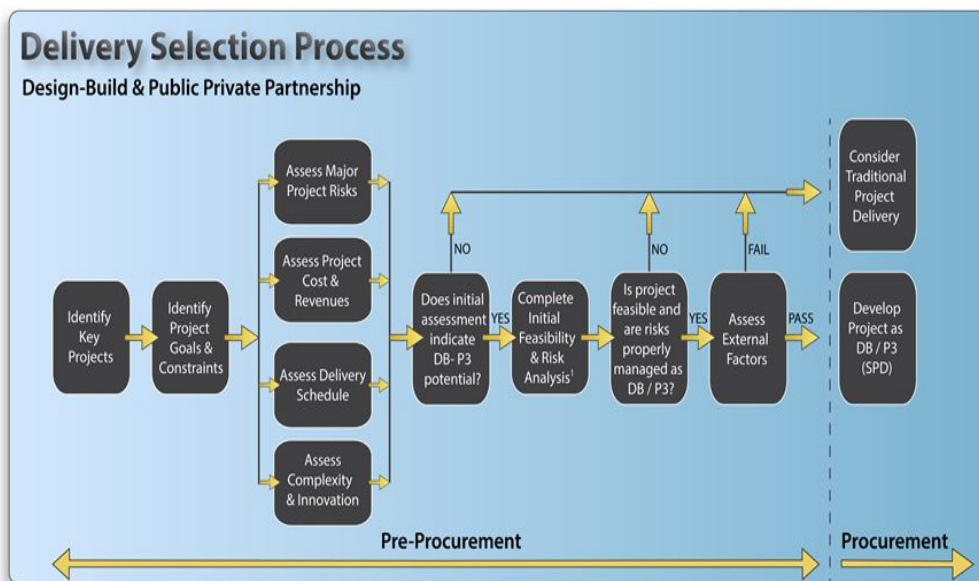 Delivery Selection Process
Design-Build & Public Private Partnership
Identify
Key
Projects
Identify
Project
Goals &
Constraints
Assess Major
Project Risks
Assess Project
Cost &
Revenues
Assess Delivery
Schedule
Assess
Complexity
& Innovation
NO
Does initial
assessment
indicate
DB- P3
potential?
YES
Complete
Initial
Feasibility
& Risk
Analysis¹
NO
Is project
feasible and
are risks
properly
managed as
DB / P3?
YES
FAIL
Assess
External
Factors
PASS
Consider
Traditional
Project
Delivery
Develop
Project as
DB / P3
(SPD)
Pre-Procurement
Procurement